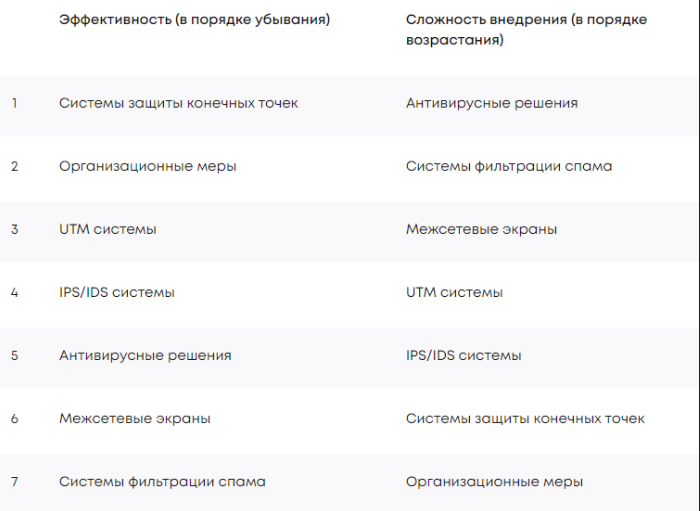 Эффективность (в порядке убывания) Сложность внедрения (в порядке
возрастания)
1 Системы защиты конечных точек Антивирусные решения
2 Организационные меры Системы фильтрации спама
3 UTM системы Межсетевые экраны
4 IPS/IDS системы UTM системы
5 Антивирусные решения IPS/IDS системы
6 Межсетевые экраны Системы защиты конечных точек
7 Системы фильтрации спама Организационные меры